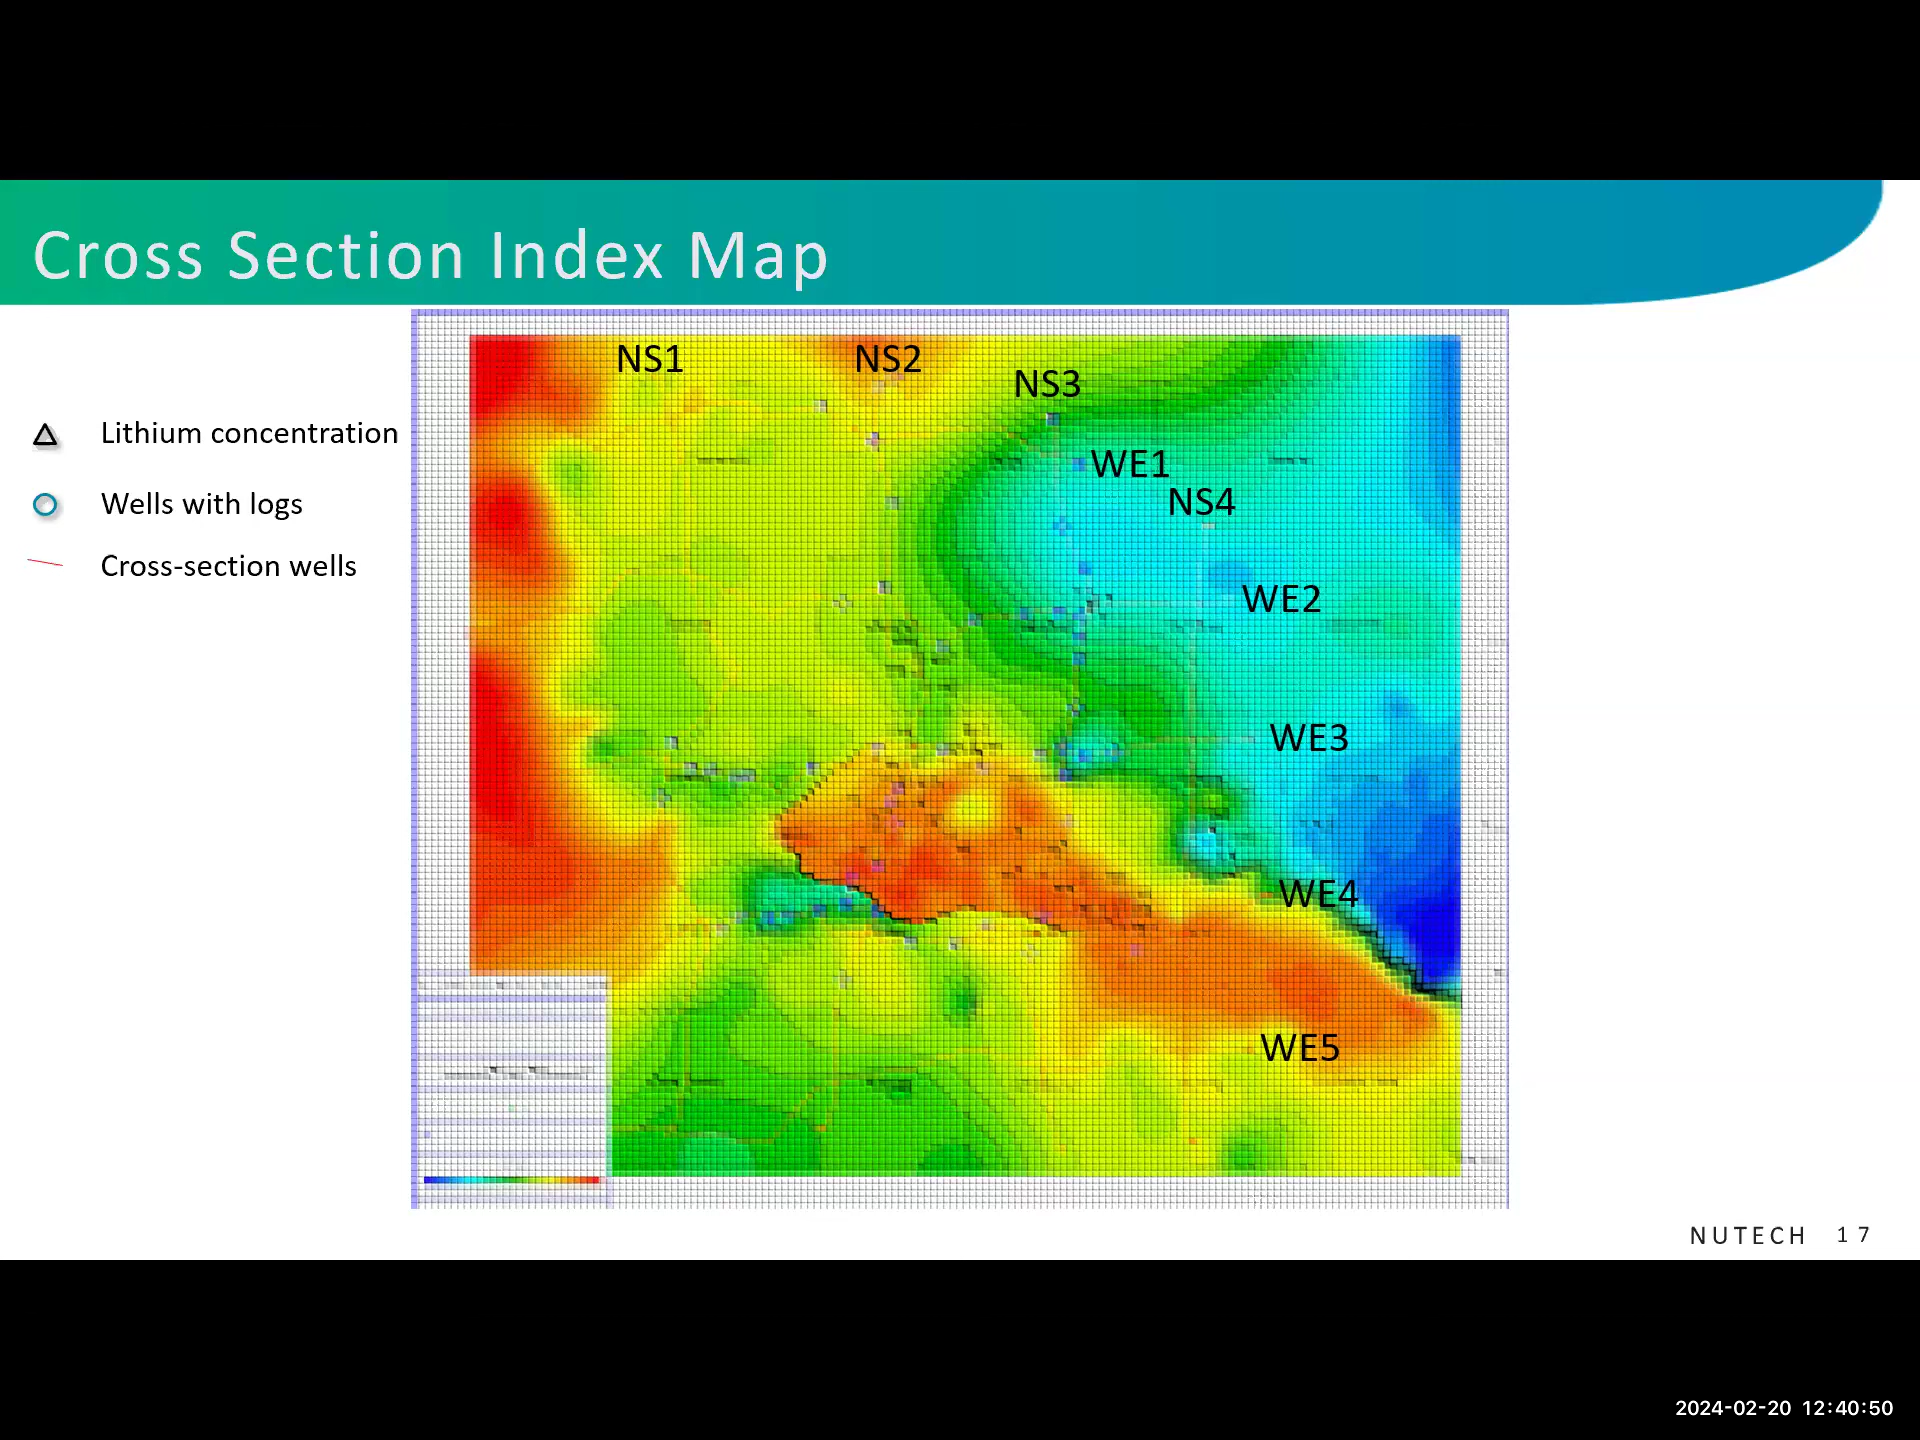 Cross Section Index Map
Lithium concentration
Wells with logs
Cross-section wells
NS1
NS2
NS3
WE1
NS4
WE2
WE3
WE4
WE5
NUTECH 17
2024-02-20 12:40:50